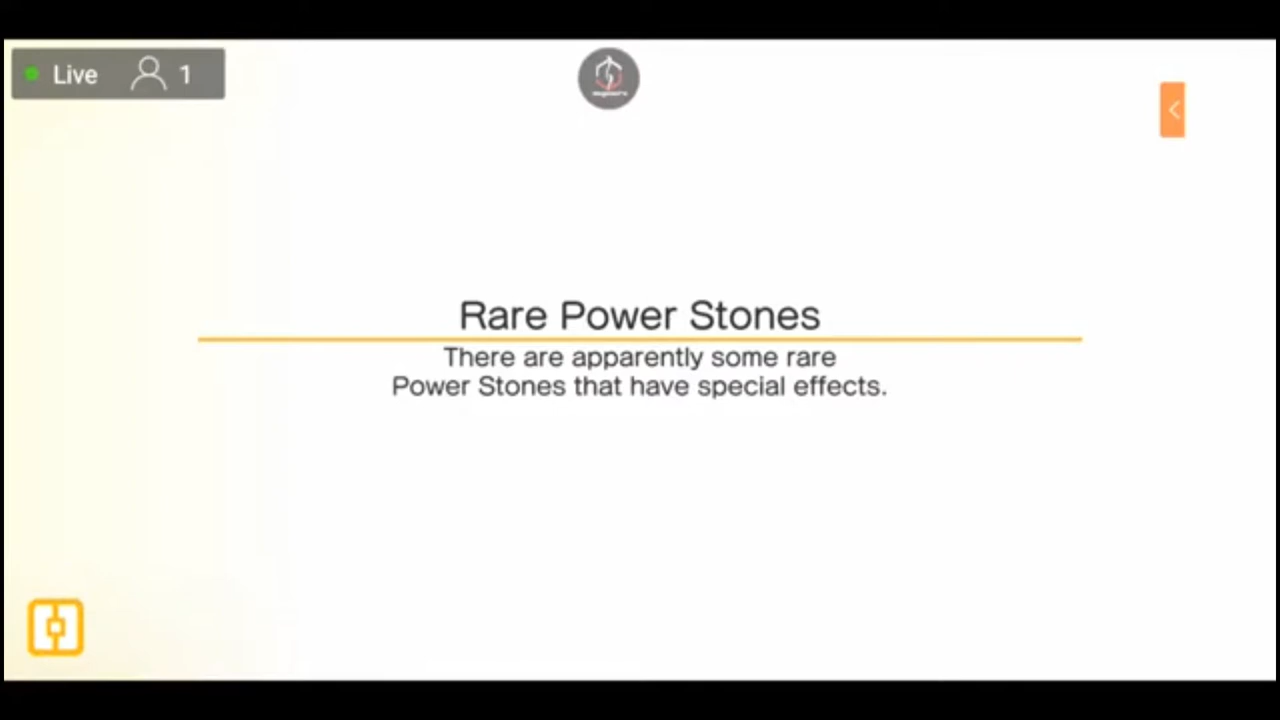 Live 1
Rare Power Stones
There are apparently some rare
Power Stones that have special effects.